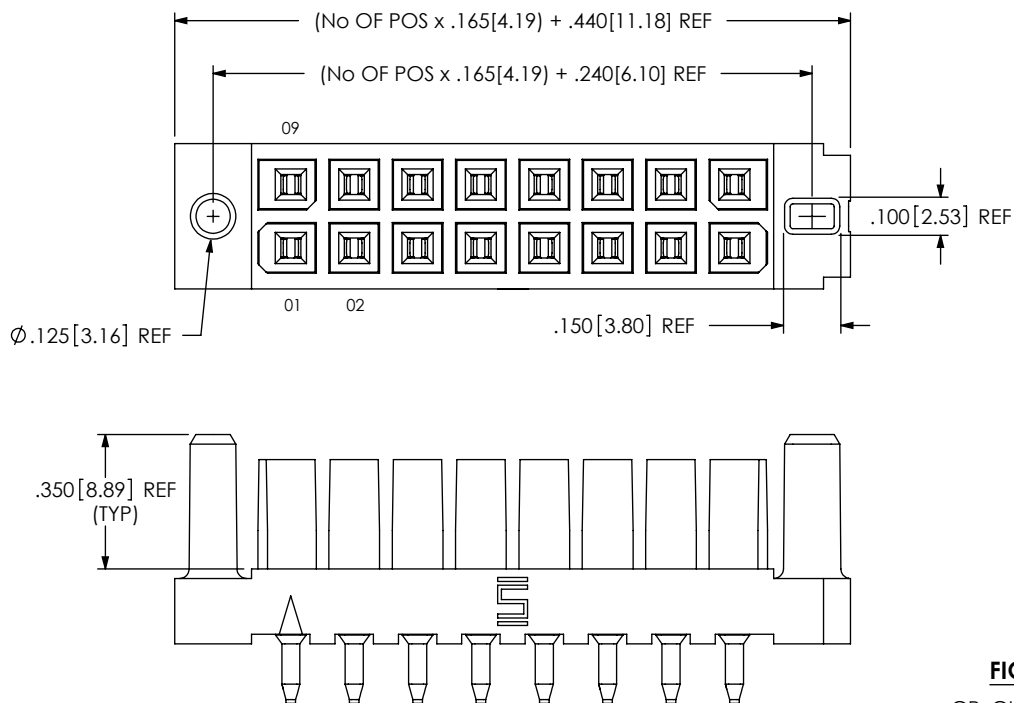 (No OF POS x .165[4.19) + .440[11.18] REF
(No OF POS x .165[4.19) + .240[6.10] REF
09
.100[2.53] REF
01 02
.150[3.80] REF
Ø.125[3.16] REF
.350[8.89] REF
(TYP)